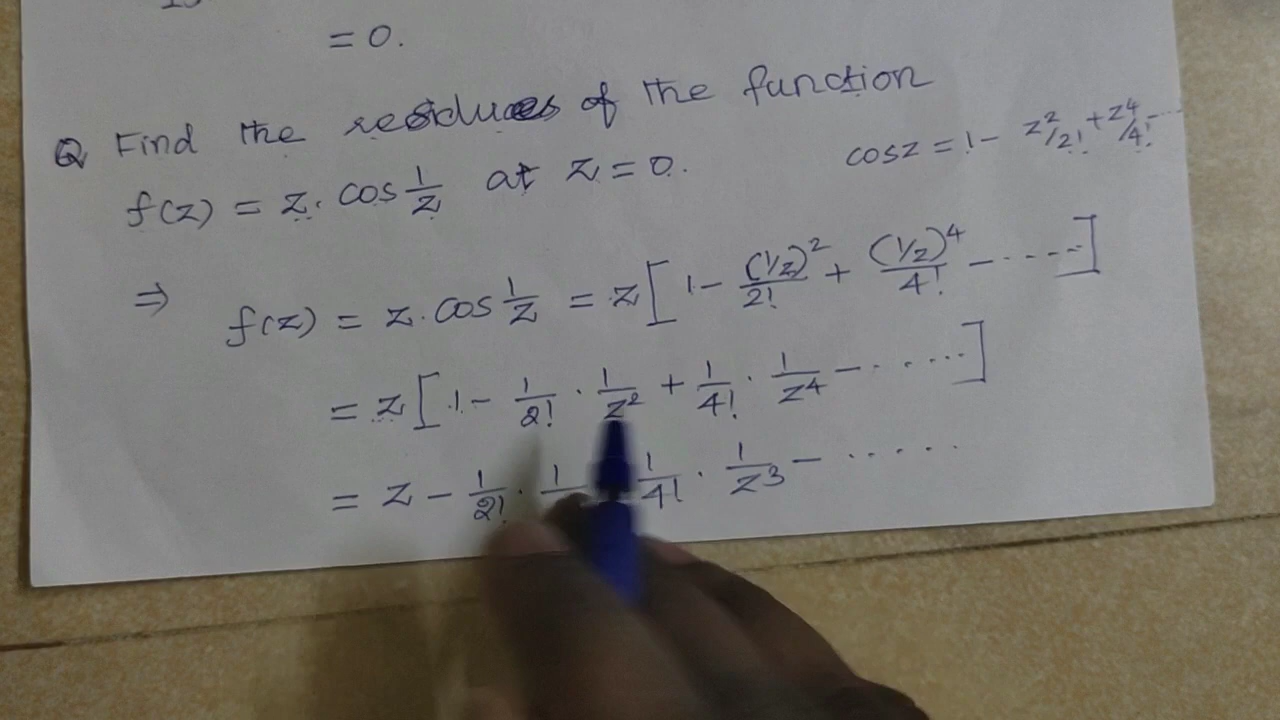 = 0.
Q Find the residues of the function
f(z) = z. cos 1/z at z = 0.
cosz = 1 - z²/2! + z⁴/4! - ...
⇒ f(z) = z. cos 1/z = z[1 - (1/z)²/2! + (1/z)⁴/4! - .....]
= z[1 - 1/2! · 1/z² + 1/4! · 1/z⁴ - ......]
= z - 1/2! · 1/ 1/4! · 1/z³ - ......